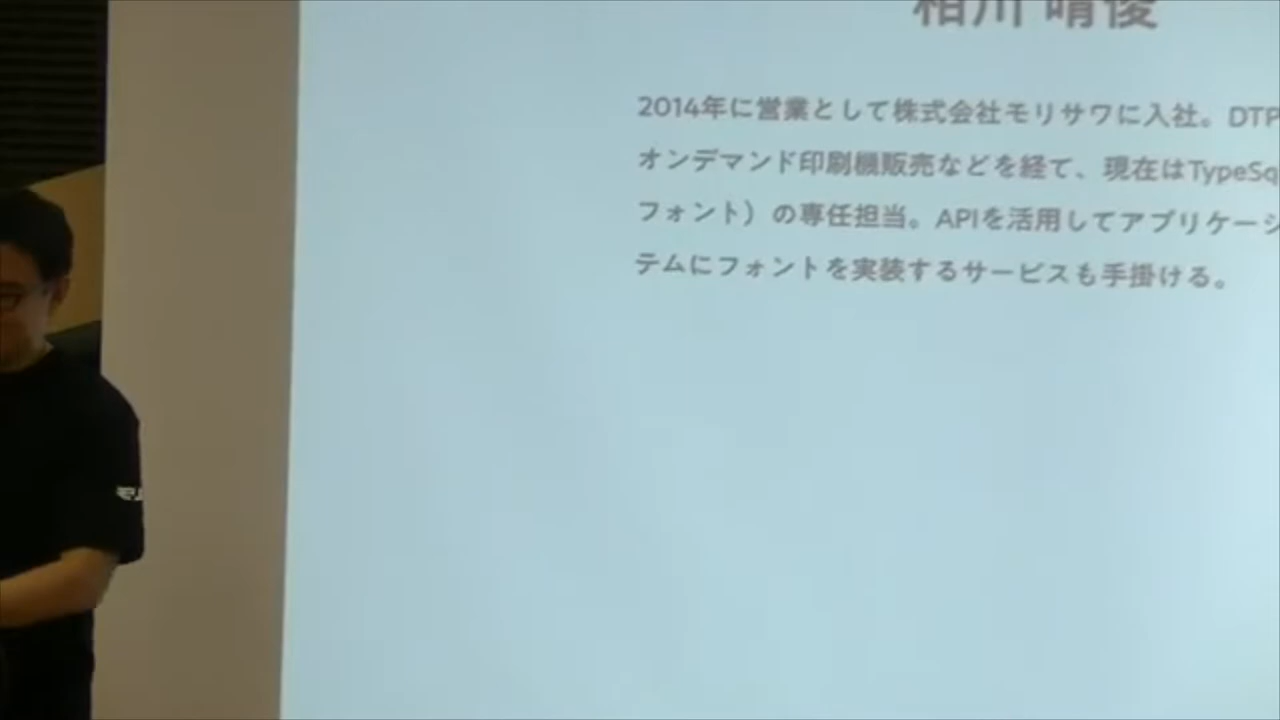 相川 晴俊
2014年に営業として株式会社モリサワに入社。DTP
オンデマンド印刷機販売などを経て、現在はTypeSq
フォント）の専任担当。APIを活用してアプリケーシ
テムにフォントを実装するサービスも手掛ける。